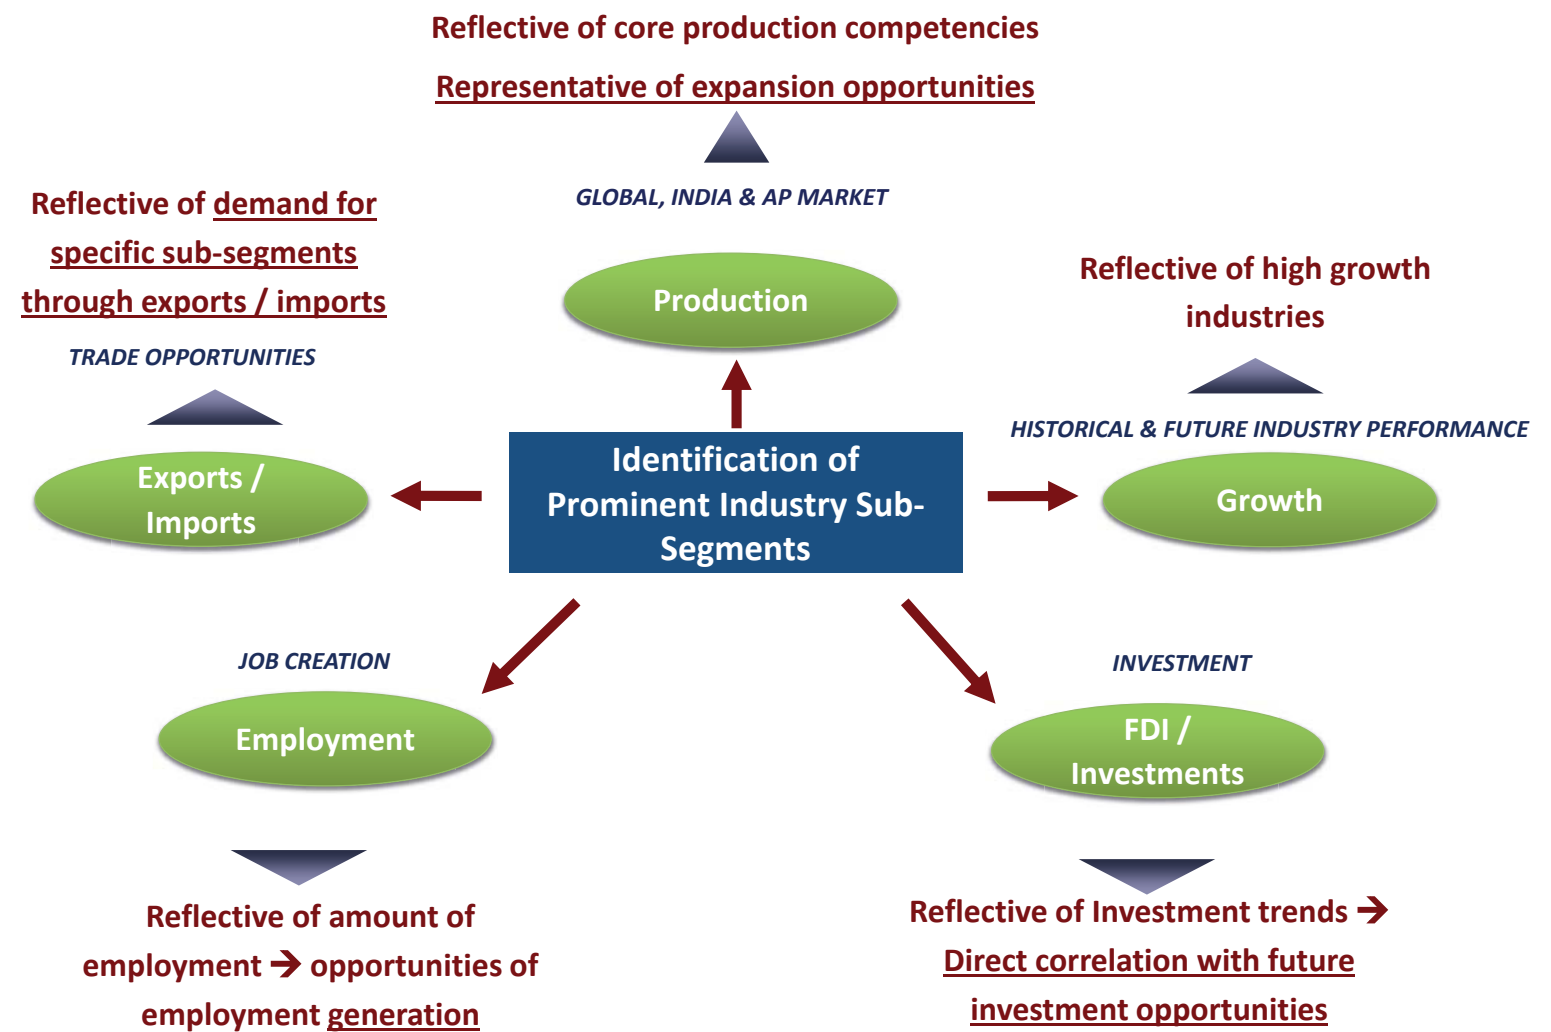 Reflective of core production competencies
Representative of expansion opportunities
GLOBAL, INDIA & AP MARKET
Production
Reflective of demand for
specific sub-segments
through exports / imports
TRADE OPPORTUNITIES
Exports /
Imports
Reflective of high growth
industries
HISTORICAL & FUTURE INDUSTRY PERFORMANCE
Growth
Identification of
Prominent Industry Sub-
Segments
JOB CREATION
Employment
Reflective of amount of
employment ➔ opportunities of
employment generation
INVESTMENT
FDI /
Investments
Reflective of Investment trends ➔
Direct correlation with future
investment opportunities